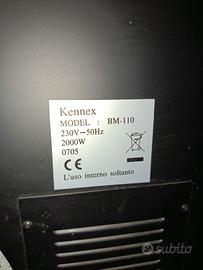 Kennex
MODEL : BM-110
230V~50Hz
2000W
0705
CE
L'uso interno soltanto
subito